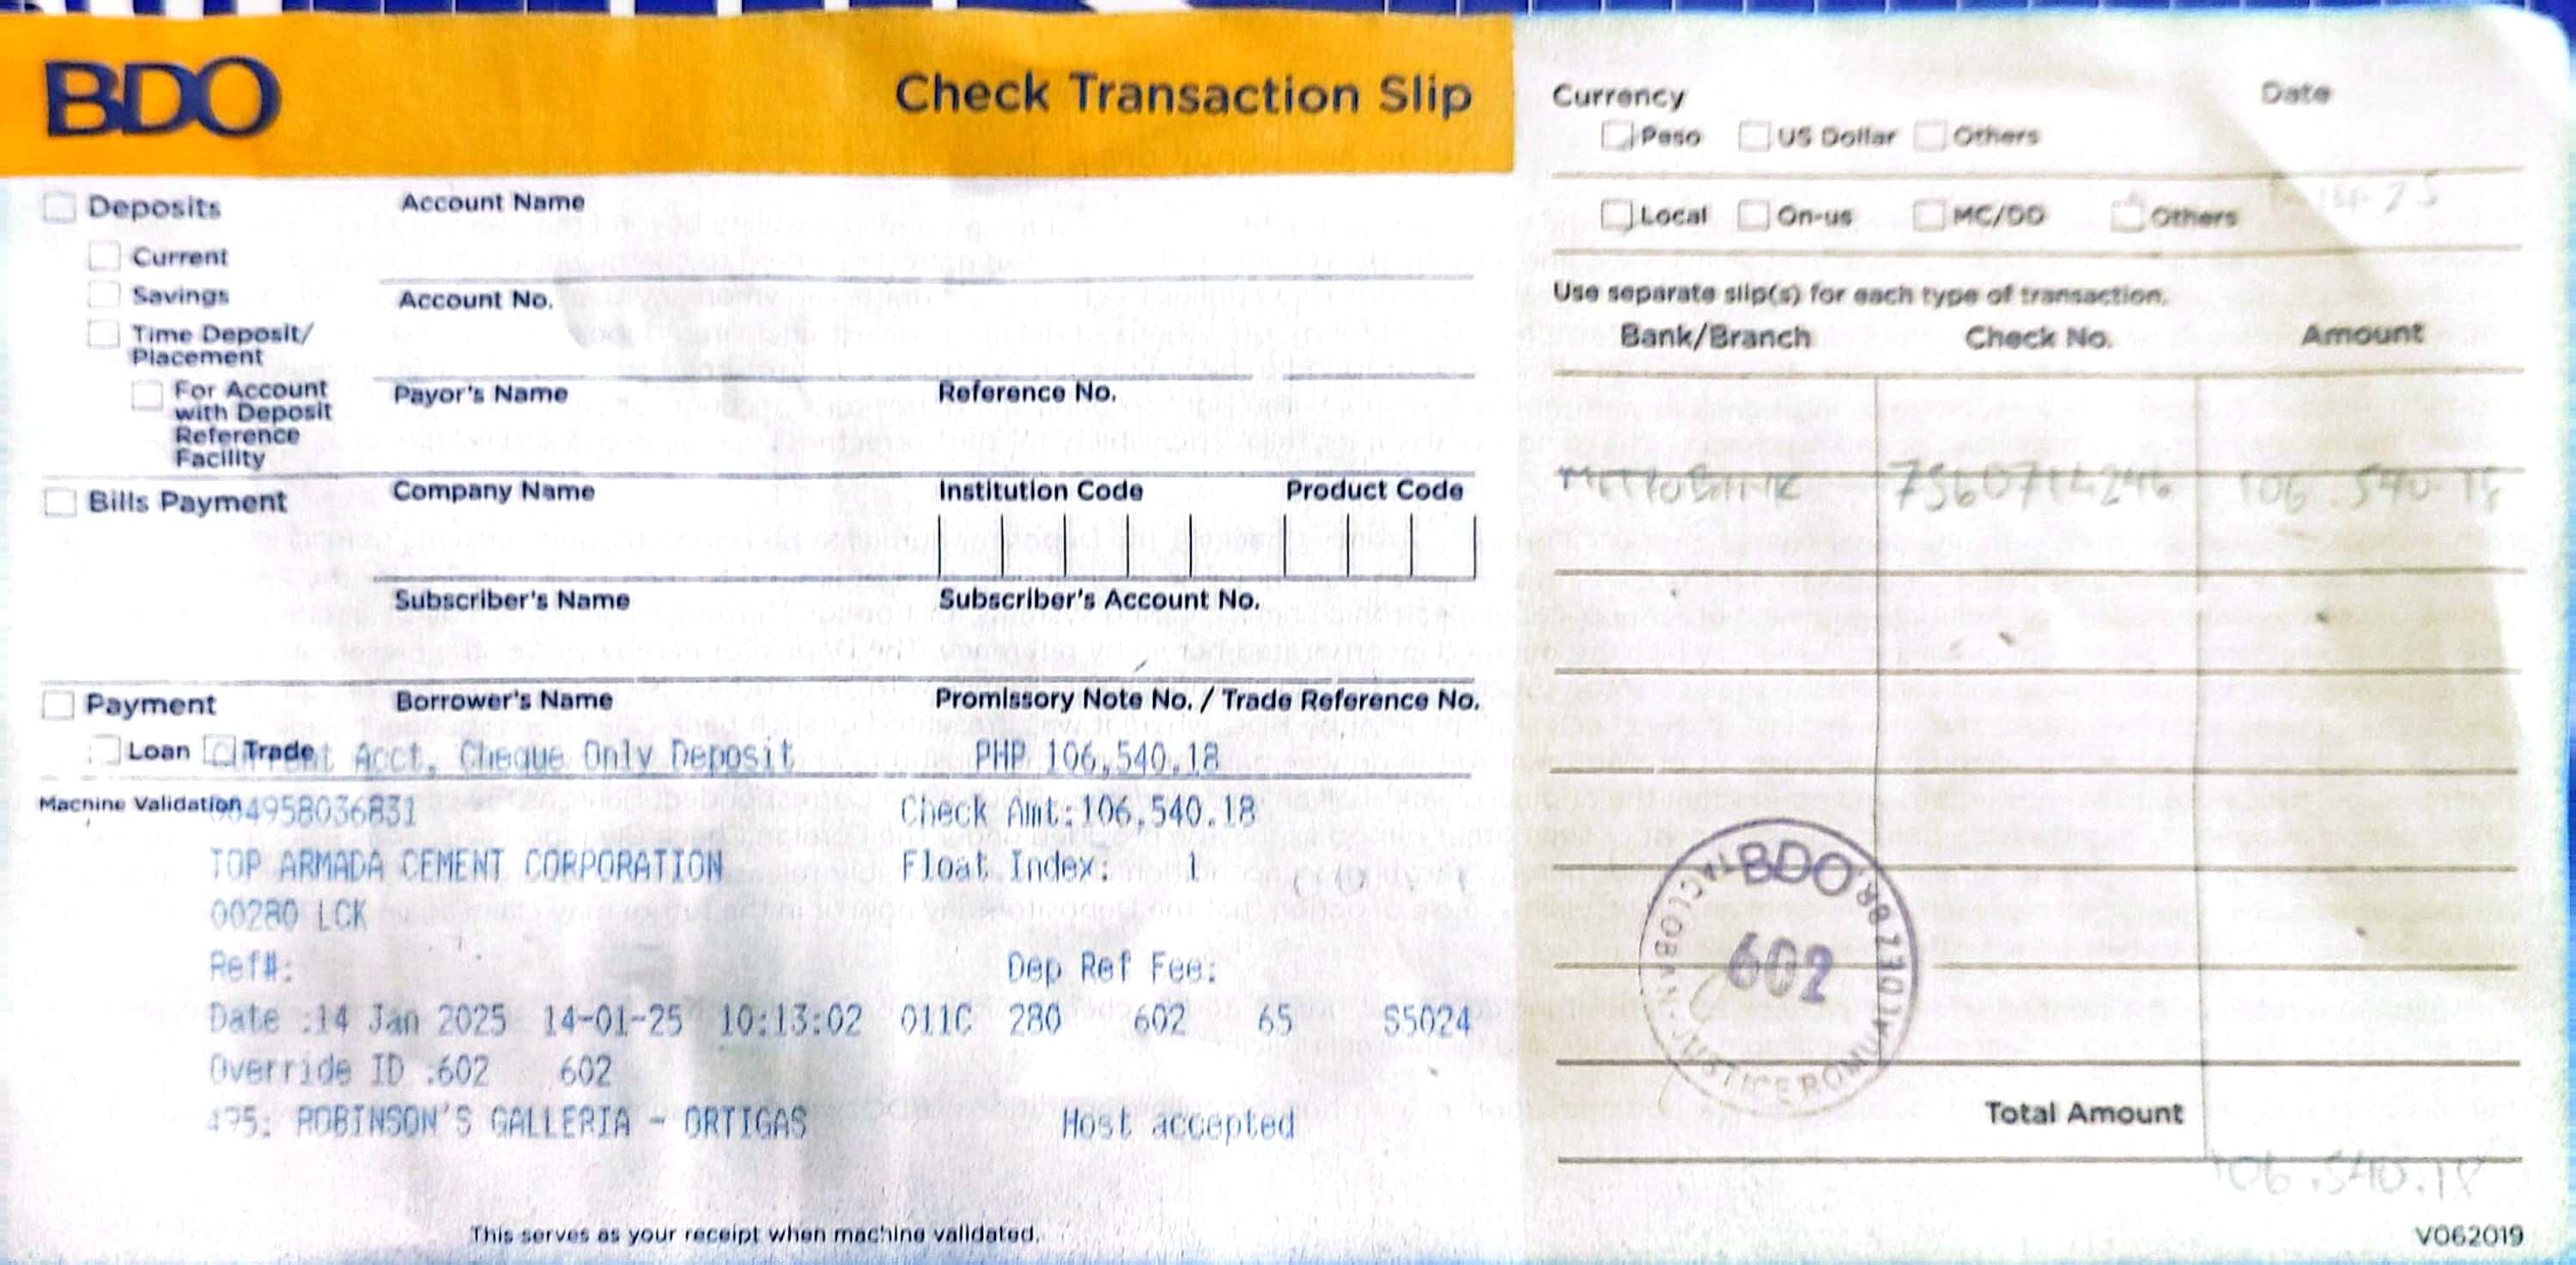 BDO
Check Transaction Slip
Deposits
Current
Savings
Time Deposit/
Placement
For Account
with Deposit
Reference
Facility
Account Name
Account No.
Payor's Name
Reference No.
Bills Payment
Company Name
Institution Code
Product Code
Subscriber's Name
Subscriber's Account No.
Payment
Borrower's Name
Promissory Note No. / Trade Reference No.
Loan
Trade
Acct. Cheque Only Deposit PHP 106,540.18
Machine Validation
004958036831 Check Amt:106,540.18
TOP ARMADA CEMENT CORPORATION Float Index: 1
00280 LCK
Ref#: Dep Ref Fee:
Date :14 Jan 2025 14-01-25 10:13:02 011C 280 602 65 S5024
Override ID :602 602
495: ROBINSON'S GALLERIA - ORTIGAS Host accepted
This serves as your receipt when machine validated.
Currency
Date
Peso
US Dollar
Others
Local
On-us
MC/DD
Others
Use separate slip(s) for each type of transaction.
Bank/Branch
Check No.
Amount
METROBANK 106,540.18
BDO
602
Total Amount
106,540.18
V062019